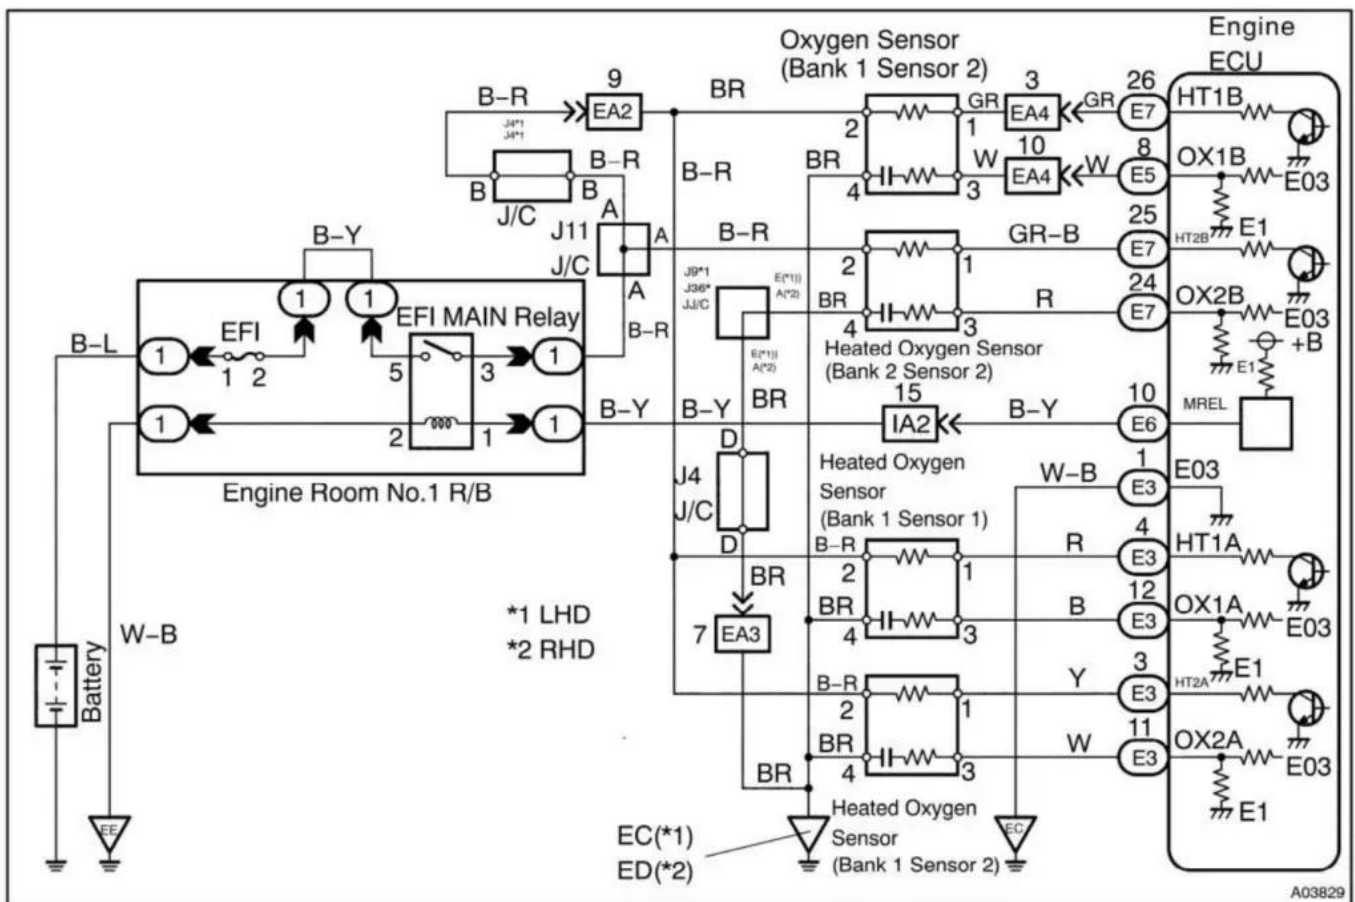 Engine
ECU
Oxygen Sensor
(Bank 1 Sensor 2)
9
BR
3
26
B–R
EA2
GR
EA4
GR
E7
HT1B
J4*1
J4*1
2
1
10
8
B–R
B–R
BR
W
EA4
W
E5
OX1B
B
B
4
3
E03
J/C
A
25
E1
B–Y
J11
A
B–R
GR–B
E7
HT2B
J/C
2
1
A
J9*1
J36*
JJ/C
E(*1))
A(*2)
24
1
1
EFI
EFI MAIN Relay
B–R
BR
R
E7
OX2B
4
3
E03
B–L
1
1
1 2
5
3
E(*1))
A(*2)
Heated Oxygen Sensor
(Bank 2 Sensor 2)
E1
+B
BR
15
10
1
2
1
1
B–Y
B–Y
IA2
B–Y
E6
MREL
D
Engine Room No.1 R/B
J4
J/C
Heated Oxygen
Sensor
(Bank 1 Sensor 1)
1
W–B
E3
E03
D
B–R
4
R
E3
HT1A
2
1
BR
12
*1 LHD
BR
B
E3
OX1A
W–B
7
EA3
4
3
E03
*2 RHD
Battery
3
E1
B–R
Y
E3
HT2A
2
1
11
BR
W
E3
OX2A
BR
4
3
E03
EE
EC(*1)
ED(*2)
Heated Oxygen
Sensor
(Bank 1 Sensor 2)
EC
E1
A03829